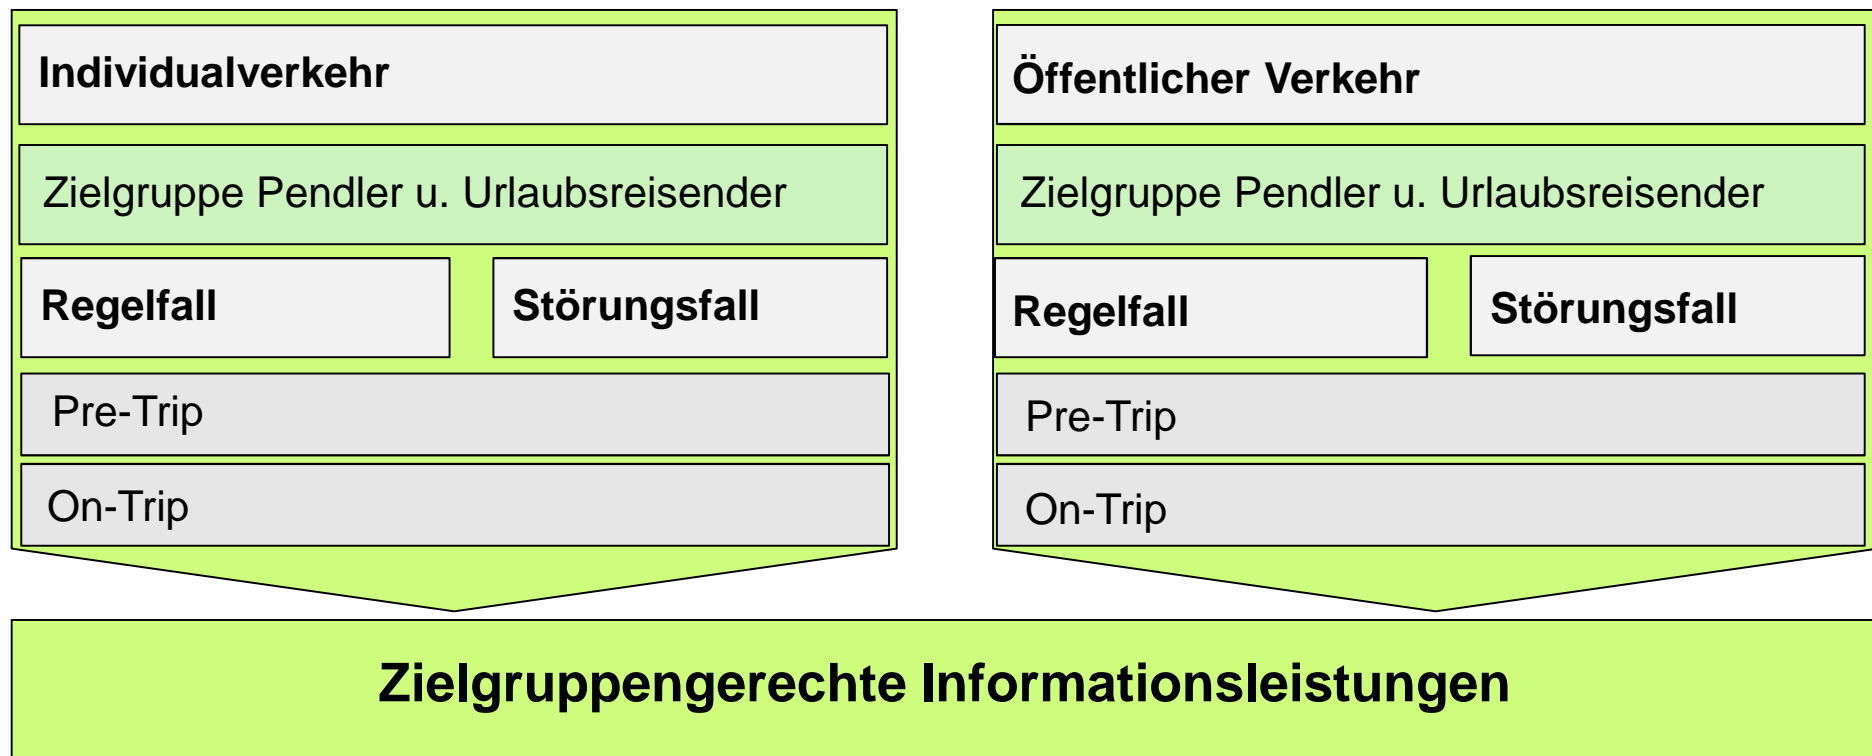 Individualverkehr
Zielgruppe Pendler u. Urlaubsreisender
Regelfall
Störungsfall
Pre-Trip
On-Trip
Öffentlicher Verkehr
Zielgruppe Pendler u. Urlaubsreisender
Regelfall
Störungsfall
Pre-Trip
On-Trip
Zielgruppengerechte Informationsleistungen